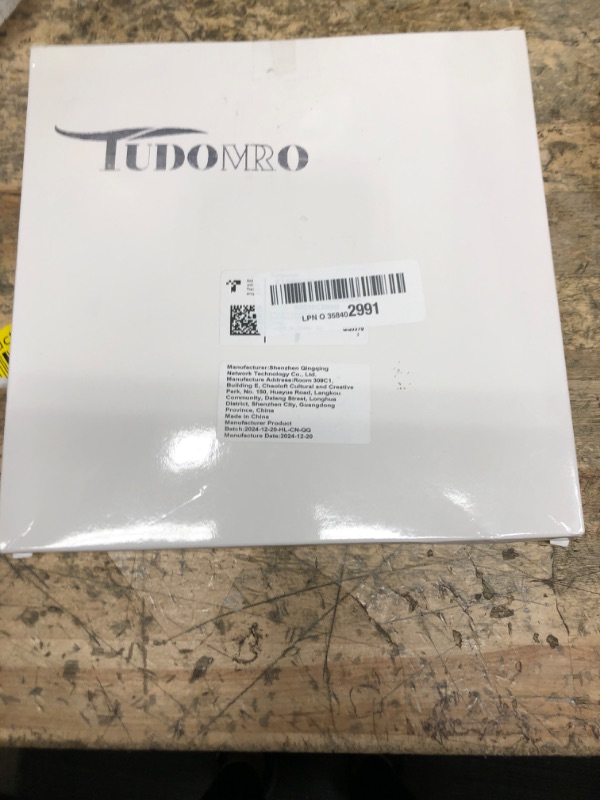 TUDOMRO
LPN O 358402991
Manufacturer:Shenzhen Qingqing
Network Technology Co., Ltd.
Manufacture Address:Room 309C1,
Building E, Chaoloft Cultural and Creative
Park, No. 150, Huayue Road, Langkou
Community, Dalang Street, Longhua
District, Shenzhen City, Guangdong
Province, China
Made in China
Manufacturer Product
Batch:2024-12-20-HL-CN-QG
Manufacture Date:2024-12-20